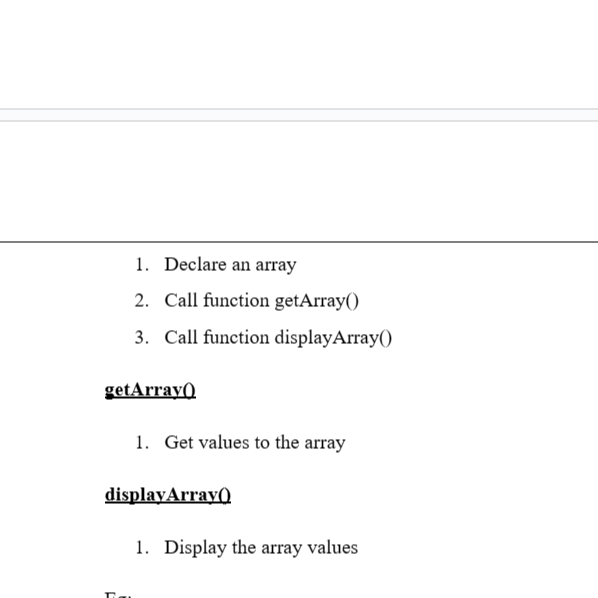 1. Declare an array
2. Call function getArray()
3. Call function displayArray()
getArray()
1. Get values to the array
displayArray()
1. Display the array values